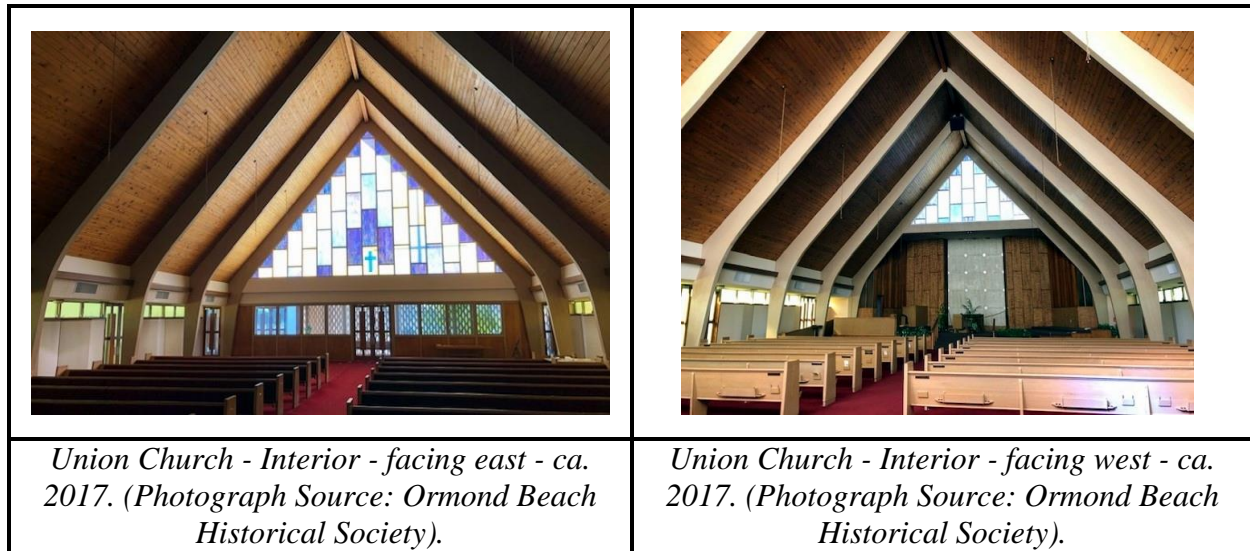 Union Church - Interior - facing east - ca.
2017. (Photograph Source: Ormond Beach
Historical Society).
Union Church - Interior - facing west - ca.
2017. (Photograph Source: Ormond Beach
Historical Society).